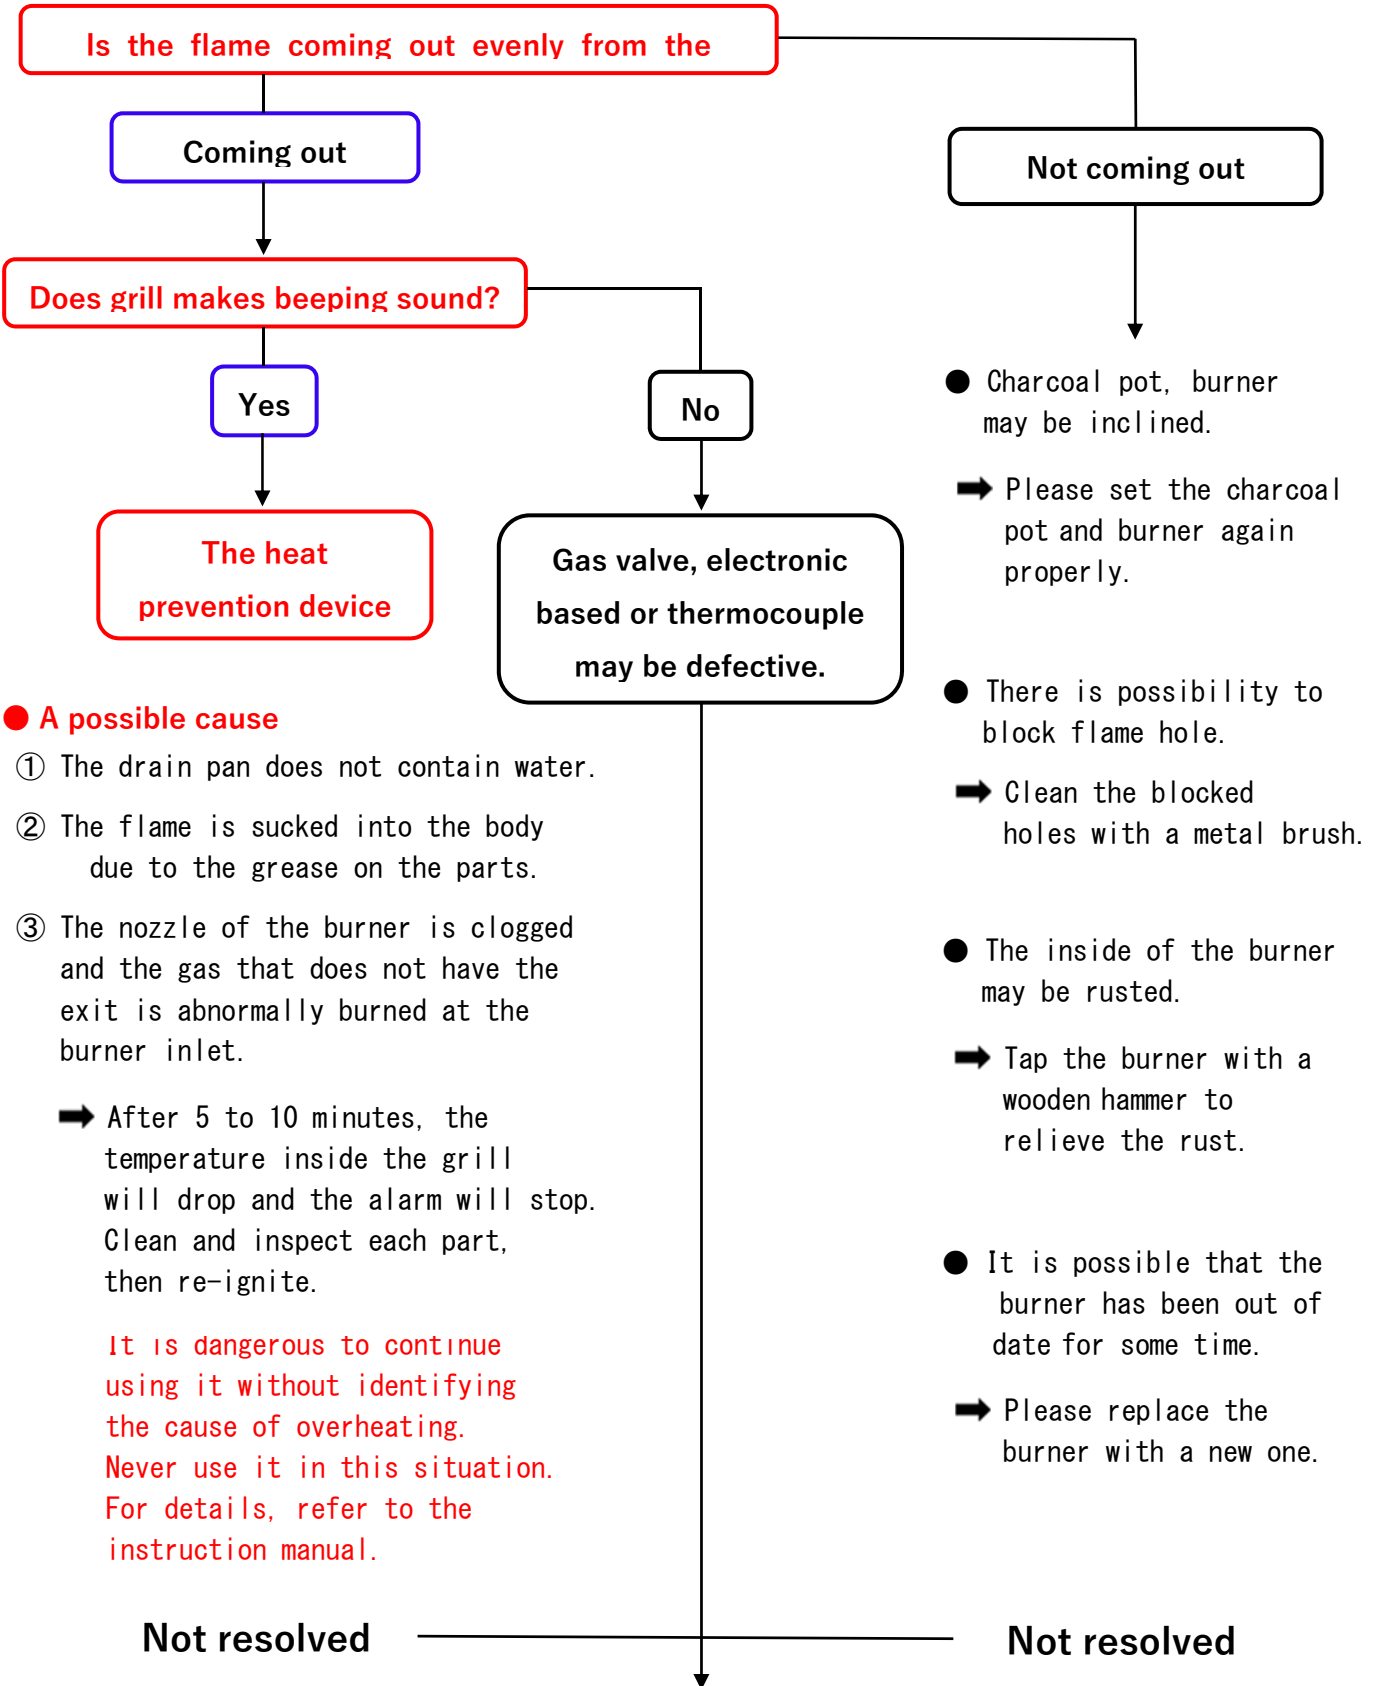 Is the flame coming out evenly from the
Coming out
Not coming out
Does grill makes beeping sound?
Yes
No
The heat
prevention device
Gas valve, electronic
based or thermocouple
may be defective.
● A possible cause
① The drain pan does not contain water.
② The flame is sucked into the body
due to the grease on the parts.
③ The nozzle of the burner is clogged
and the gas that does not have the
exit is abnormally burned at the
burner inlet.
➡ After 5 to 10 minutes, the
temperature inside the grill
will drop and the alarm will stop.
Clean and inspect each part,
then re-ignite.
It is dangerous to continue
using it without identifying
the cause of overheating.
Never use it in this situation.
For details, refer to the
instruction manual.
● Charcoal pot, burner
may be inclined.
➡ Please set the charcoal
pot and burner again
properly.
● There is possibility to
block flame hole.
➡ Clean the blocked
holes with a metal brush.
● The inside of the burner
may be rusted.
➡ Tap the burner with a
wooden hammer to
relieve the rust.
● It is possible that the
burner has been out of
date for some time.
➡ Please replace the
burner with a new one.
Not resolved
Not resolved